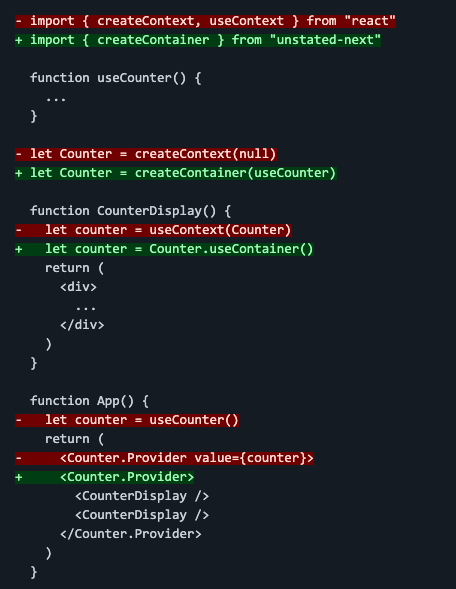 - import { createContext, useContext } from "react"
+ import { createContainer } from "unstated-next"

  function useCounter() {
    ...
  }

- let Counter = createContext(null)
+ let Counter = createContainer(useCounter)

  function CounterDisplay() {
-   let counter = useContext(Counter)
+   let counter = Counter.useContainer()
    return (
      <div>
        ...
      </div>
    )
  }

  function App() {
-   let counter = useCounter()
    return (
-     <Counter.Provider value={counter}>
+     <Counter.Provider>
        <CounterDisplay />
        <CounterDisplay />
      </Counter.Provider>
    )
  }